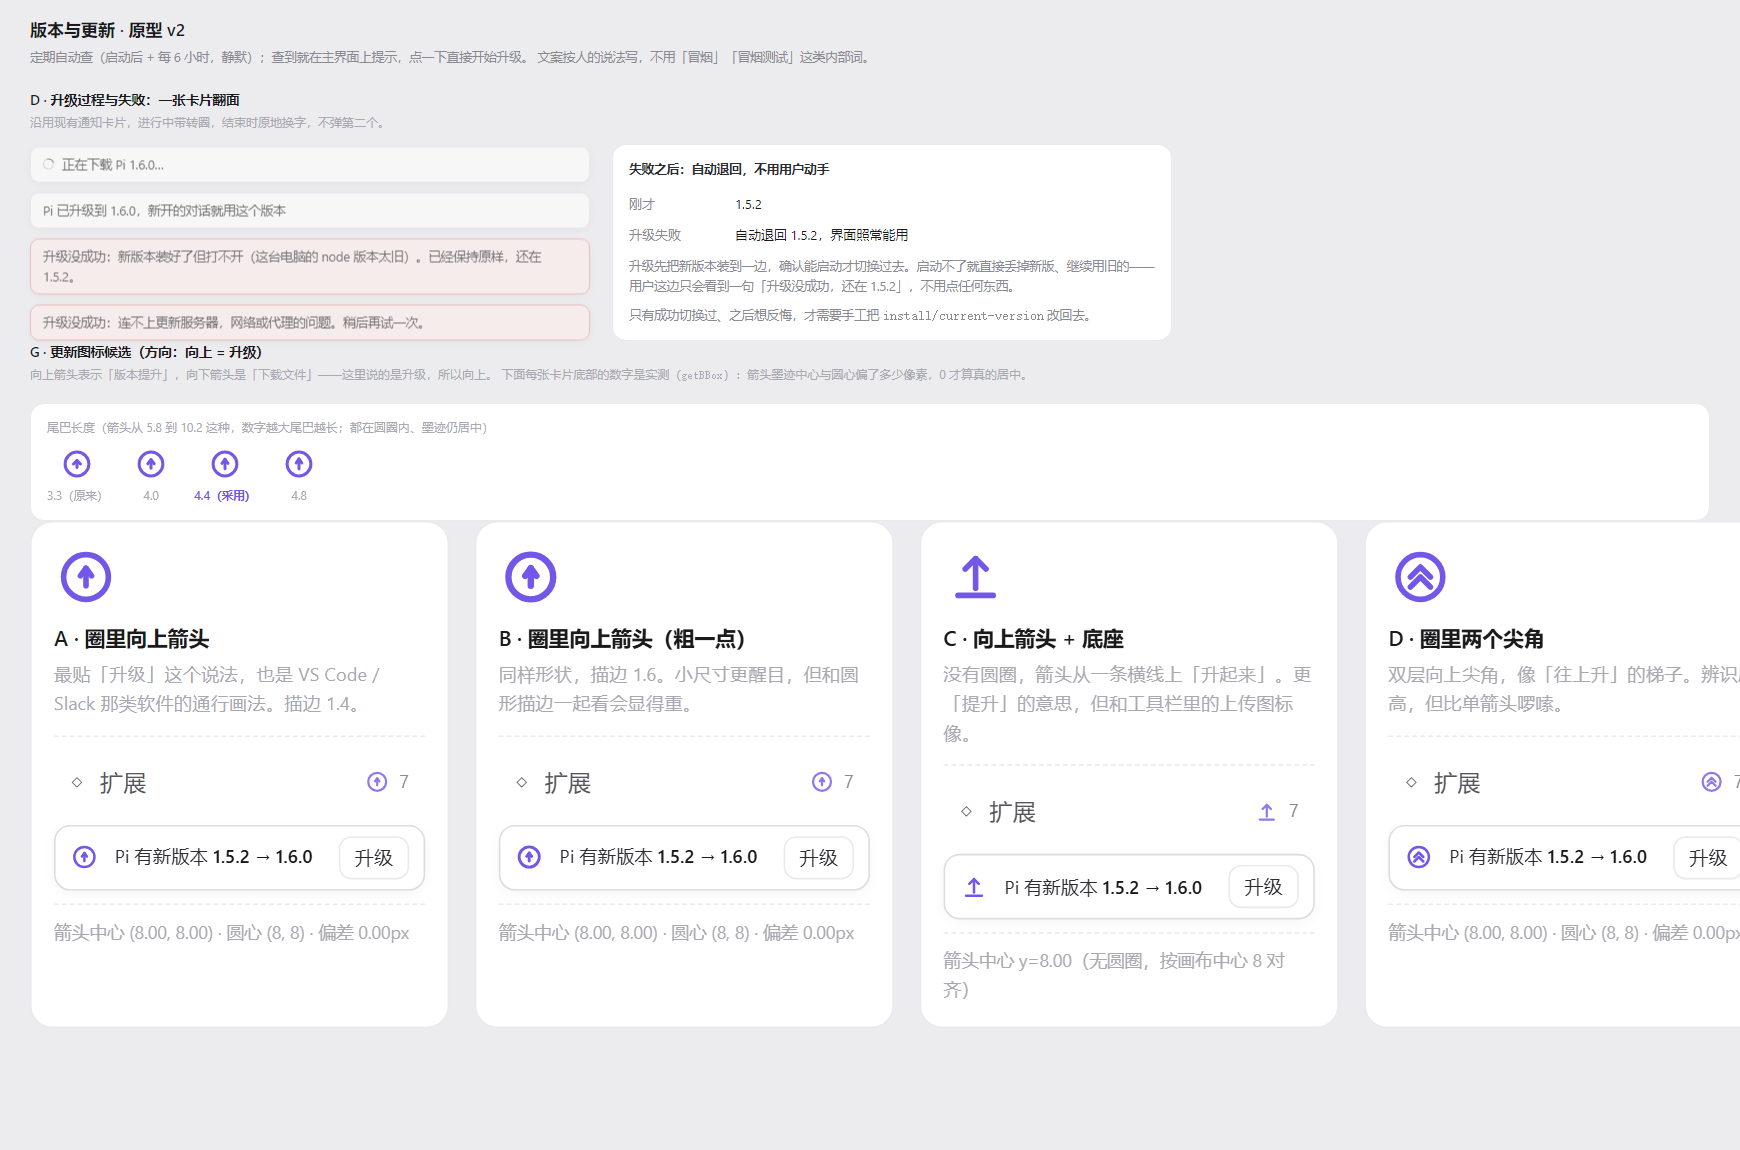 版本与更新 · 原型 v2
定期自动查（启动后 + 每 6 小时，静默）；查到就在主界面上提示，点一下直接开始升级。 文案按人的说法写，不用「冒烟」「冒烟测试」这类内部词。
D · 升级过程与失败：一张卡片翻面
沿用现有通知卡片，进行中带转圈，结束时原地换字，不弹第二个。
正在下载 Pi 1.6.0...
Pi 已升级到 1.6.0，新开的对话就用这个版本
升级没成功：新版本装好了但打不开（这台电脑的 node 版本太旧）。已经保持原样，还在
1.5.2。
升级没成功：连不上更新服务器，网络或代理的问题。稍后再试一次。
失败之后：自动退回，不用用户动手
刚才 1.5.2
升级失败 自动退回 1.5.2，界面照常能用
升级先把新版本装到一边，确认能启动才切换过去。启动不了就直接丢掉新版、继续用旧的——
用户这边只会看到一句「升级没成功，还在 1.5.2」，不用点任何东西。
只有成功切换过、之后想反悔，才需要手工把 install/current-version 改回去。
G · 更新图标候选（方向：向上 = 升级）
向上箭头表示「版本提升」，向下箭头是「下载文件」——这里说的是升级，所以向上。 下面每张卡片底部的数字是实测（getBBox）：箭头墨迹中心与圆心偏了多少像素，0 才算真的居中。
尾巴长度（箭头从 5.8 到 10.2 这种，数字越大尾巴越长；都在圆圈内、墨迹仍居中）
3.3（原来） 4.0 4.4（采用） 4.8
A · 圈里向上箭头
最贴「升级」这个说法，也是 VS Code /
Slack 那类软件的通行画法。描边 1.4。
扩展 7
Pi 有新版本 1.5.2 → 1.6.0 升级
箭头中心 (8.00, 8.00) · 圆心 (8, 8) · 偏差 0.00px
B · 圈里向上箭头（粗一点）
同样形状，描边 1.6。小尺寸更醒目，但和圆
形描边一起看会显得重。
扩展 7
Pi 有新版本 1.5.2 → 1.6.0 升级
箭头中心 (8.00, 8.00) · 圆心 (8, 8) · 偏差 0.00px
C · 向上箭头 + 底座
没有圆圈，箭头从一条横线上「升起来」。更
「提升」的意思，但和工具栏里的上传图标
像。
扩展 7
Pi 有新版本 1.5.2 → 1.6.0 升级
箭头中心 y=8.00（无圆圈，按画布中心 8 对
齐）
D · 圈里两个尖角
双层向上尖角，像「往上升」的梯子。辨识
高，但比单箭头啰嗦。
扩展 7
Pi 有新版本 1.5.2 → 1.6.0 升级
箭头中心 (8.00, 8.00) · 圆心 (8, 8) · 偏差 0.00px